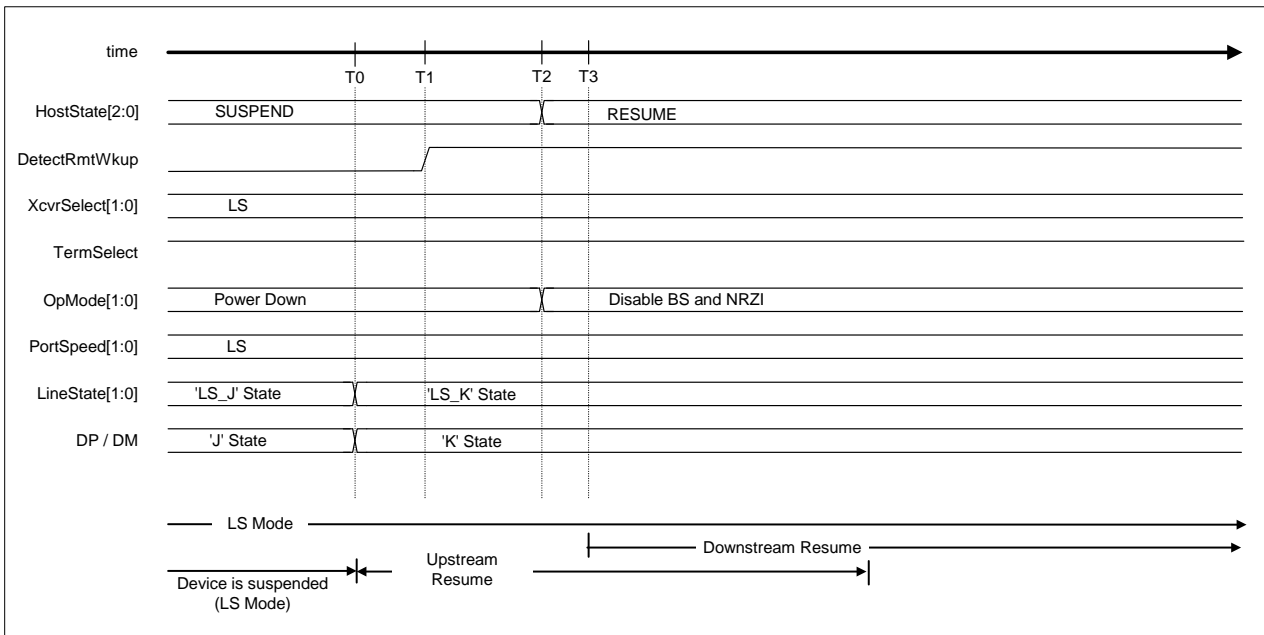 time
T0 T1 T2 T3
HostState[2:0] SUSPEND RESUME
DetectRmtWkup
XcvrSelect[1:0] LS
TermSelect
OpMode[1:0] Power Down Disable BS and NRZI
PortSpeed[1:0] LS
LineState[1:0] 'LS_J' State 'LS_K' State
DP / DM 'J' State 'K' State
LS Mode
Downstream Resume
Upstream
Resume
Device is suspended
(LS Mode)